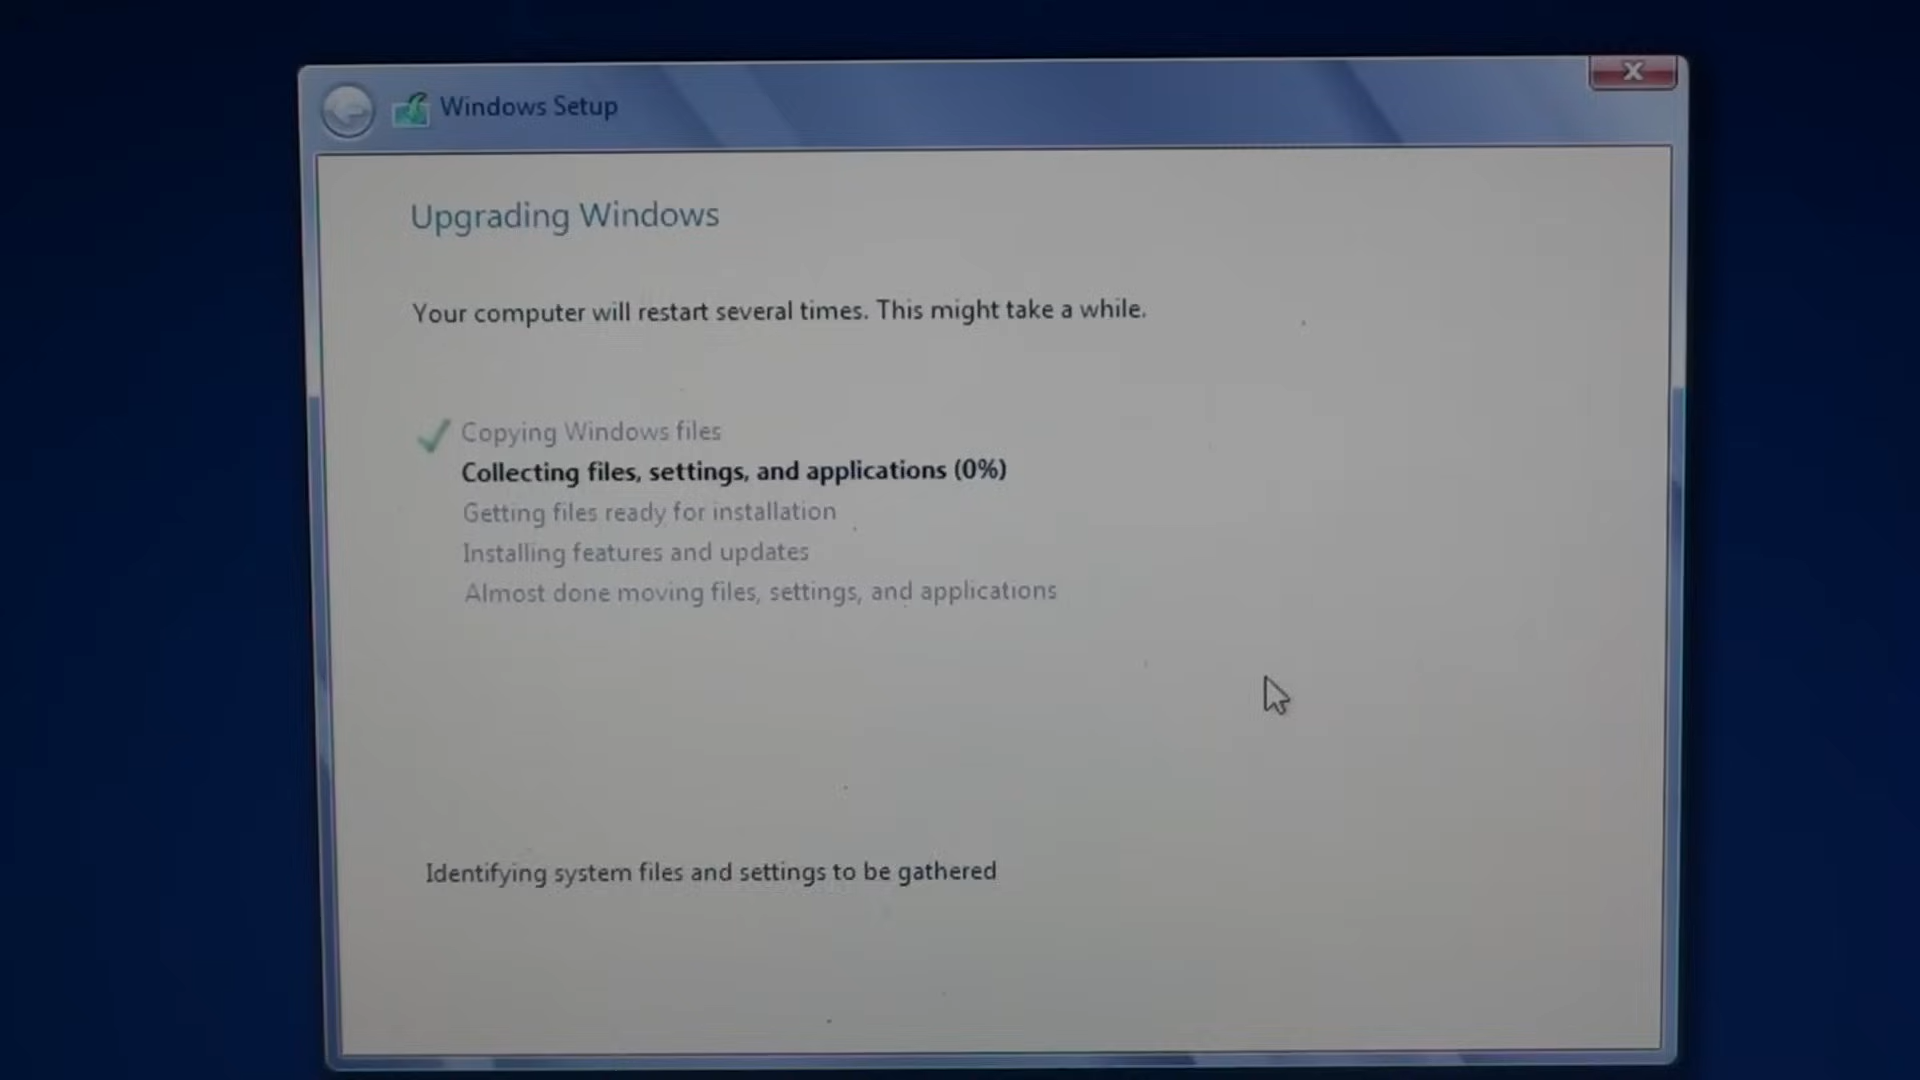 Windows Setup
Upgrading Windows
Your computer will restart several times. This might take a while.
Copying Windows files
Collecting files, settings, and applications (0%)
Getting files ready for installation
Installing features and updates
Almost done moving files, settings, and applications
Identifying system files and settings to be gathered